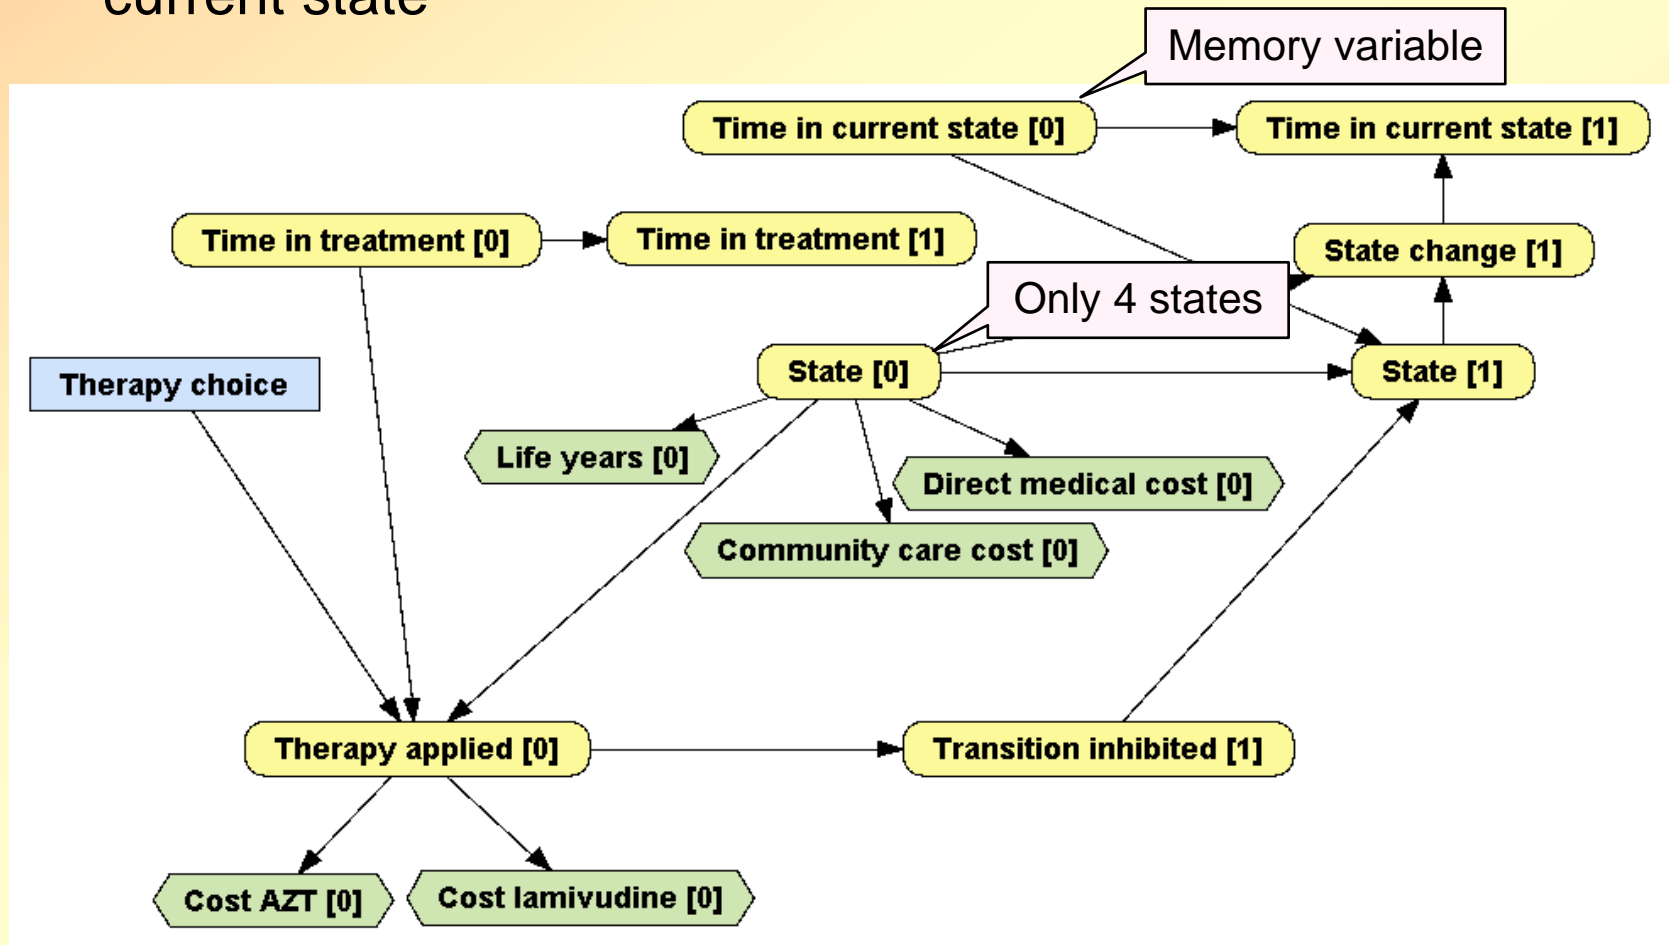 current state
Memory variable
Time in current state [0]
Time in current state [1]
Time in treatment [0]
Time in treatment [1]
State change [1]
Only 4 states
Therapy choice
State [0]
State [1]
Life years [0]
Direct medical cost [0]
Community care cost [0]
Therapy applied [0]
Transition inhibited [1]
Cost AZT [0]
Cost lamivudine [0]